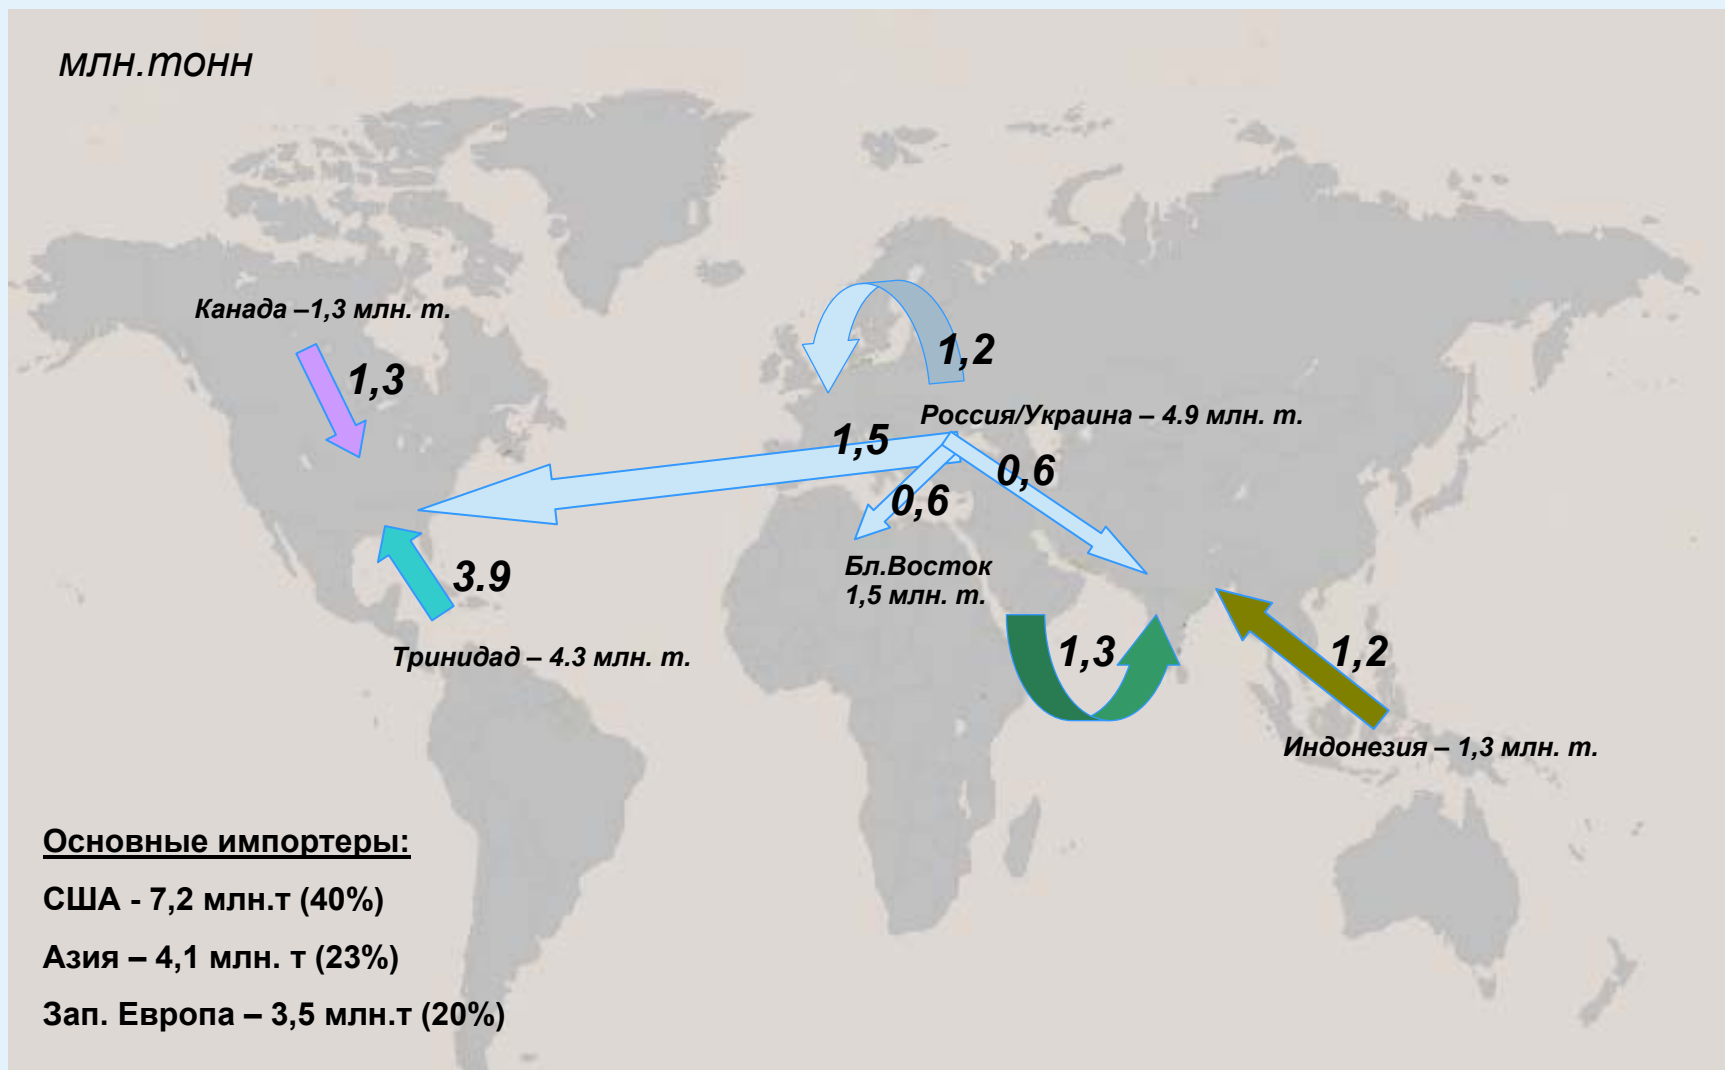 млн.тонн
Канада –1,3 млн. т.
1,3
1,2
Россия/Украина – 4.9 млн. т.
1,5
0,6
0,6
Бл.Восток
1,5 млн. т.
3.9
Тринидад – 4.3 млн. т.
1,3
1,2
Индонезия – 1,3 млн. т.
Основные импортеры:
США - 7,2 млн.т (40%)
Азия – 4,1 млн. т (23%)
Зап. Европа – 3,5 млн.т (20%)